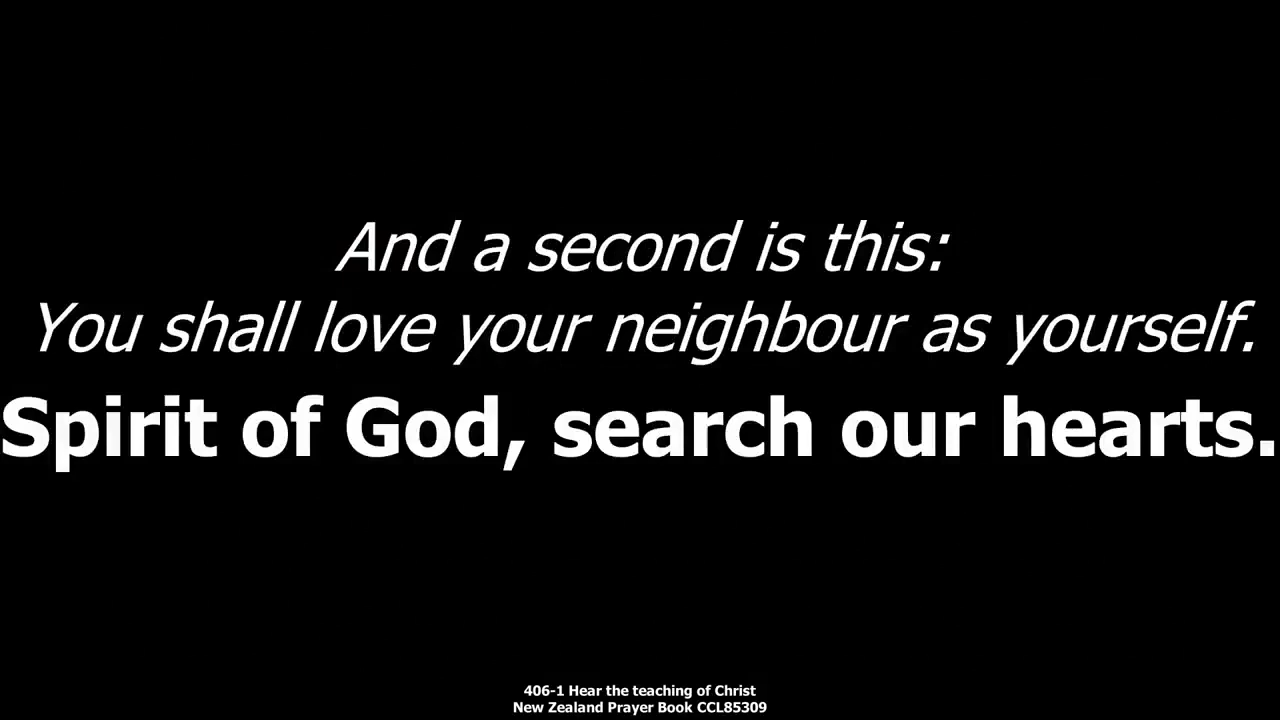 And a second is this:
You shall love your neighbour as yourself.
Spirit of God, search our hearts.
406-1 Hear the teaching of Christ
New Zealand Prayer Book CCL85309